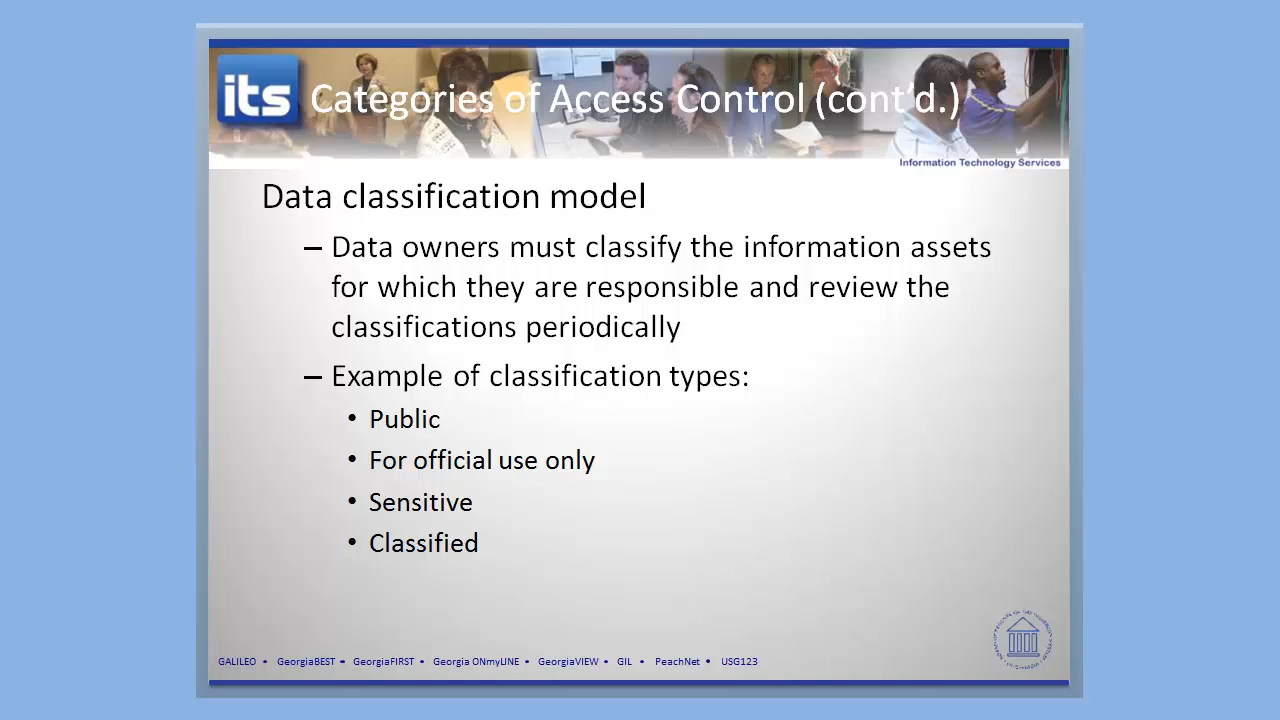 its
Categories of Access Control (cont'd.)
Information Technology Services
Data classification model
– Data owners must classify the information assets
for which they are responsible and review the
classifications periodically
– Example of classification types:
• Public
• For official use only
• Sensitive
• Classified
GALILEO • GeorgiaBEST • GeorgiaFIRST • Georgia ONmyLINE • GeorgiaVIEW • GIL • PeachNet • USG123